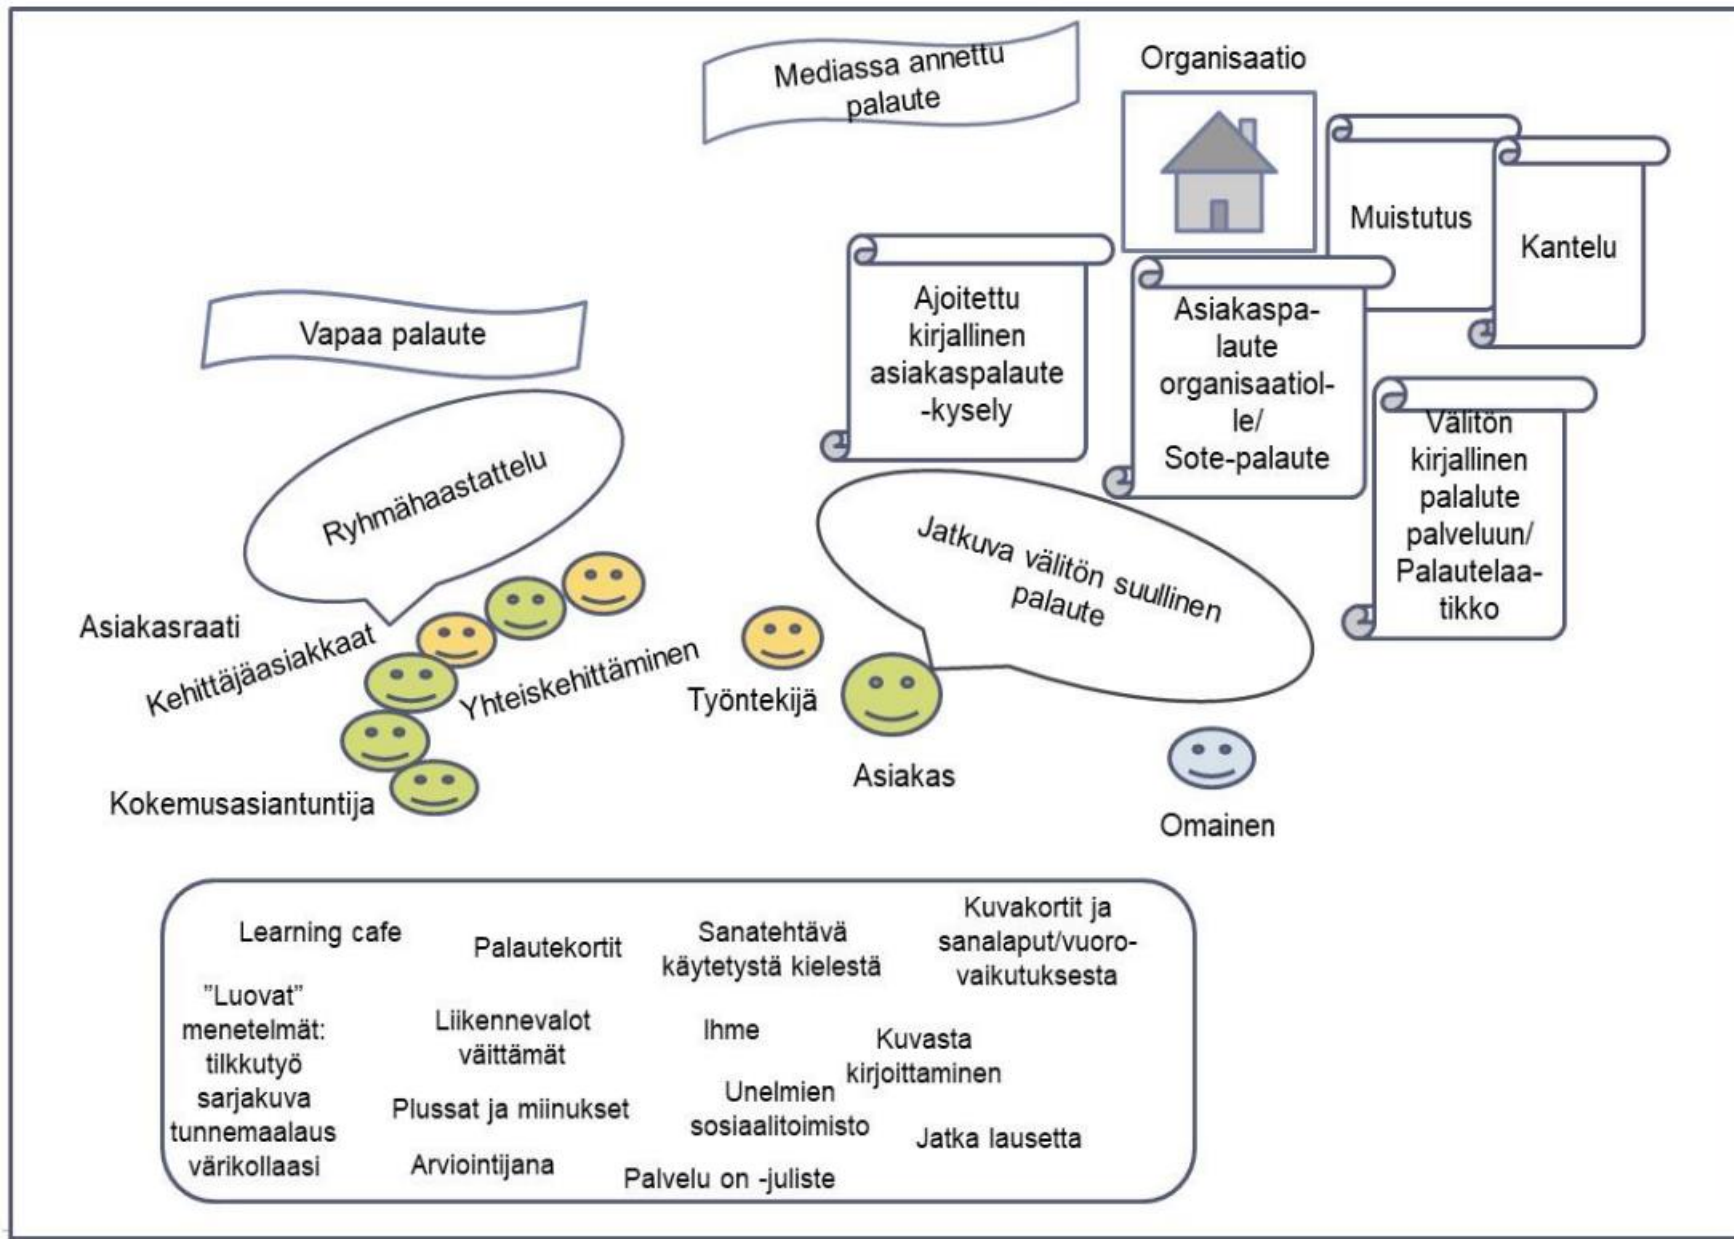 Mediassa annettu
palaute
Organisaatio
Muistutus
Kantelu
Ajoitettu
kirjallinen
asiakaspalaute
-kysely
Asiakaspa-
laute
organisaatiol-
le/
Sote-palaute
Välitön
kirjallinen
palalute
palveluun/
Palautelaa-
tikko
Vapaa palaute
Ryhmähaastattelu
Jatkuva välitön suullinen
palaute
Asiakasraati
Kehittäjäasiakkaat
Yhteiskehittäminen
Kokemusasiantuntija
Työntekijä
Asiakas
Omainen
Learning cafe
Palautekortit
Sanatehtävä
käytetystä kielestä
Kuvakortit ja
sanalaput/vuoro-
vaikutuksesta
”Luovat”
menetelmät:
tilkkutyö
sarjakuva
tunnemaalaus
värikollaasi
Liikennevalot
väittämät
Ihme
Kuvasta
kirjoittaminen
Plussat ja miinukset
Unelmien
sosiaalitoimisto
Jatka lausetta
Arviointijana
Palvelu on -juliste